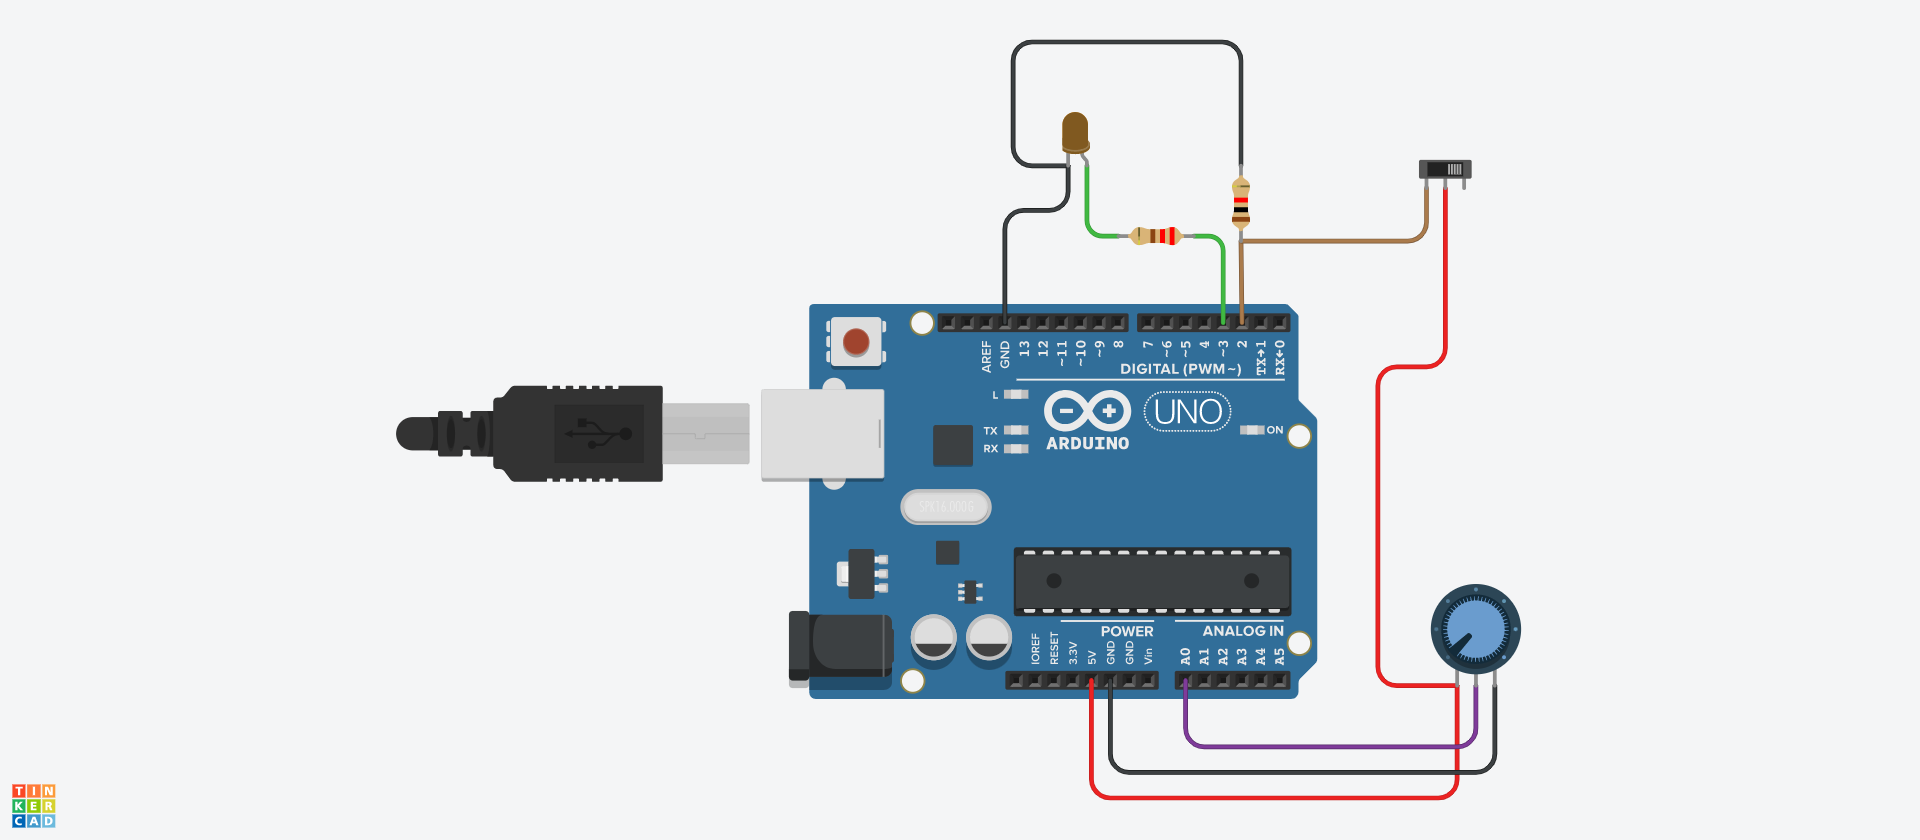 AREF
GND
13
12
~11
~10
~9
8
7
~6
~5
4
~3
2
TX→1
RX←0
DIGITAL (PWM~)
L
TX
RX
ARDUINO
UNO
ON
SPK16.000G
IOREF
RESET
3.3V
5V
GND
GND
Vin
POWER
ANALOG IN
A0
A1
A2
A3
A4
A5
TIN
KER
CAD